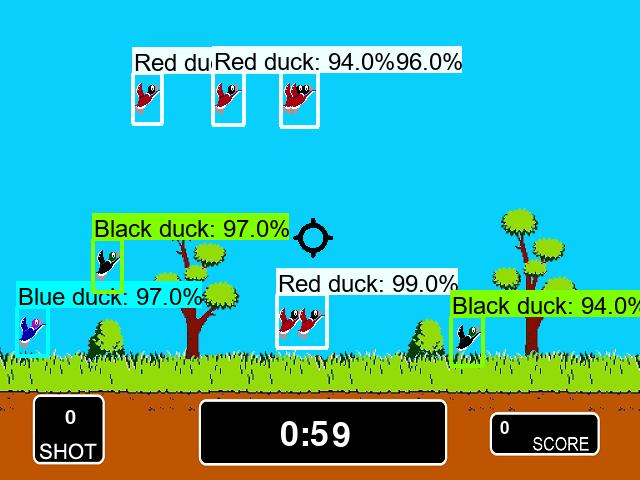 Red du
Red duck: 94.0%96.0%
Black duck: 97.0%
Red duck: 99.0%
Blue duck: 97.0%
Black duck: 94.0%
0
SHOT
0:59
0
SCORE